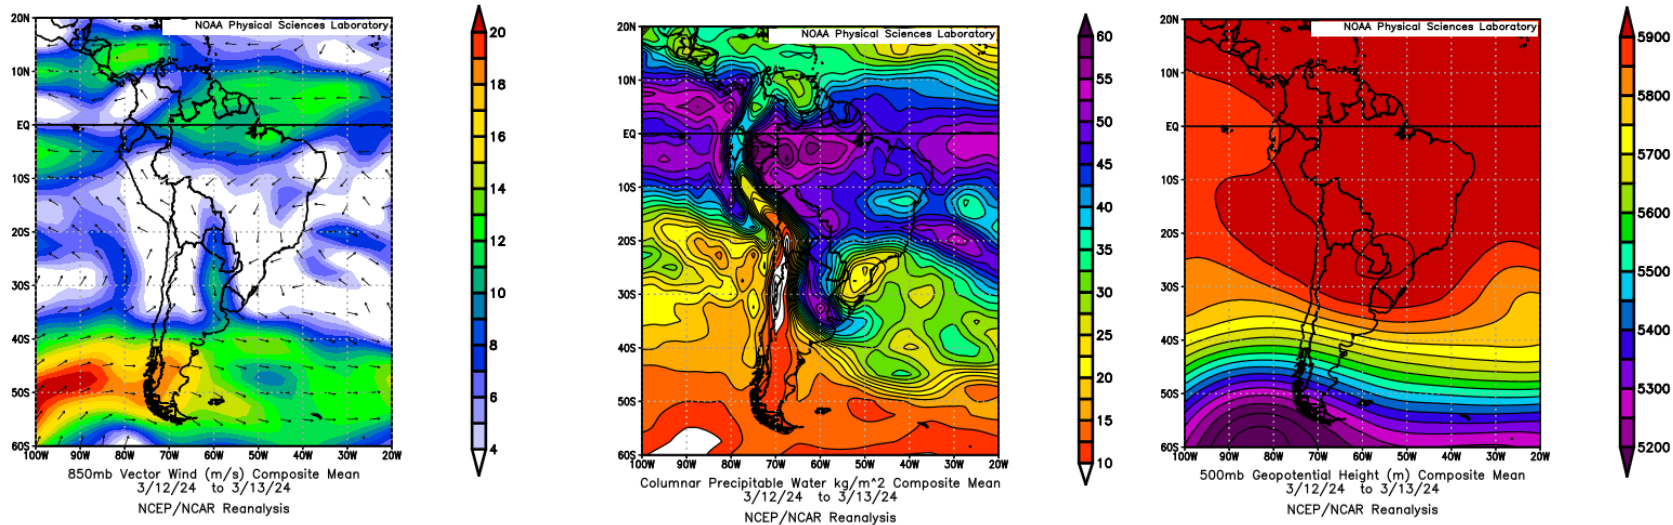 NOAA Physical Sciences Laboratory
20N
10N
EQ
10S
20S
30S
40S
50S
60S
100W 90W 80W 70W 60W 50W 40W 30W 20W
20
18
16
14
12
10
8
6
4
850mb Vector Wind (m/s) Composite Mean
3/12/24 to 3/13/24
NCEP/NCAR Reanalysis
NOAA Physical Sciences Laboratory
20N
10N
EQ
10S
20S
30S
40S
50S
60S
100W 90W 80W 70W 60W 50W 40W 30W 20W
60
55
50
45
40
35
30
25
20
15
10
Columnar Precipitable Water kg/m^2 Composite Mean
3/12/24 to 3/13/24
NCEP/NCAR Reanalysis
NOAA Physical Sciences Laboratory
20N
10N
EQ
10S
20S
30S
40S
50S
60S
100W 90W 80W 70W 60W 50W 40W 30W 20W
5900
5800
5700
5600
5500
5400
5300
5200
500mb Geopotential Height (m) Composite Mean
3/12/24 to 3/13/24
NCEP/NCAR Reanalysis